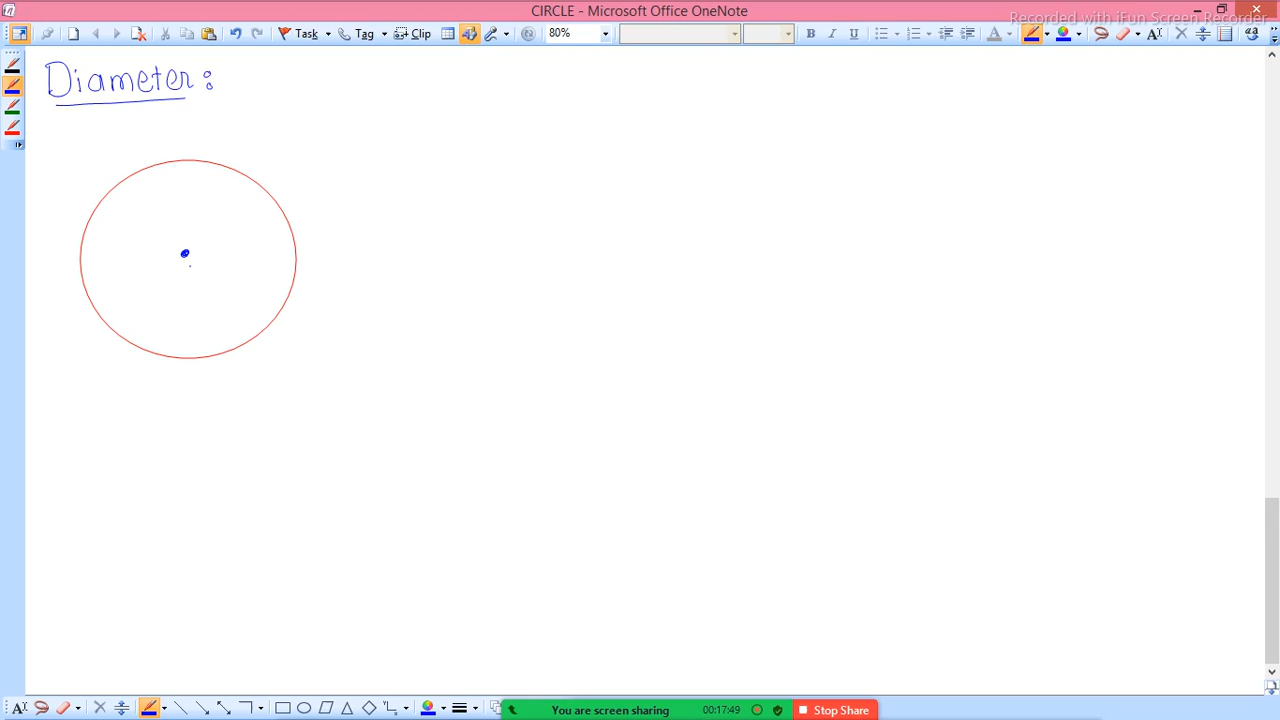 CIRCLE - Microsoft Office OneNote
Recorded with iFun Screen Recorder
Task Tag Clip 80% B I U
Diameter:
You are screen sharing 00:17:49 Stop Share